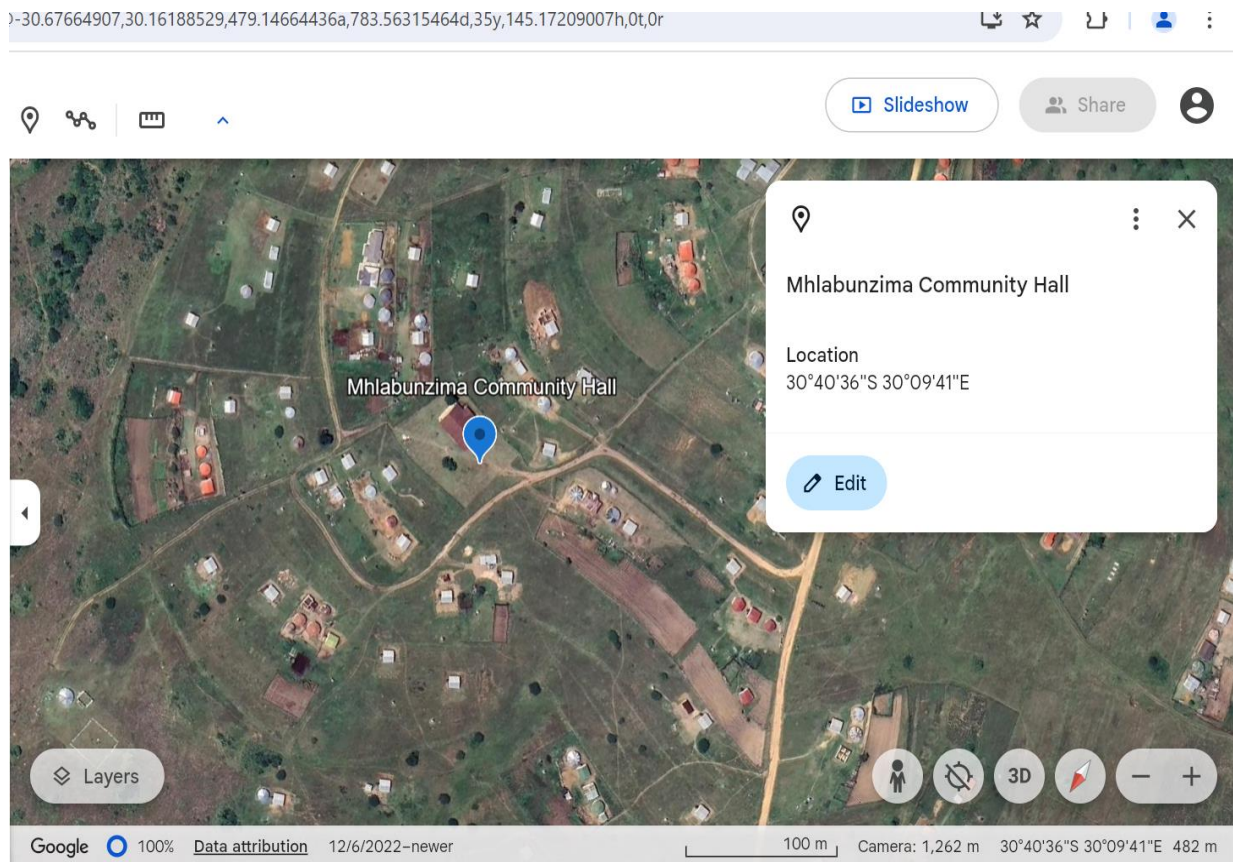 -30.67664907,30.16188529,479.14664436a,783.56315464d,35y,145.17209007h,0t,0r
Slideshow
Share
Mhlabunzima Community Hall
Mhlabunzima Community Hall
Location
30°40'36"S 30°09'41"E
Edit
Layers
3D
Google 100% Data attribution 12/6/2022–newer 100 m Camera: 1,262 m 30°40'36"S 30°09'41"E 482 m